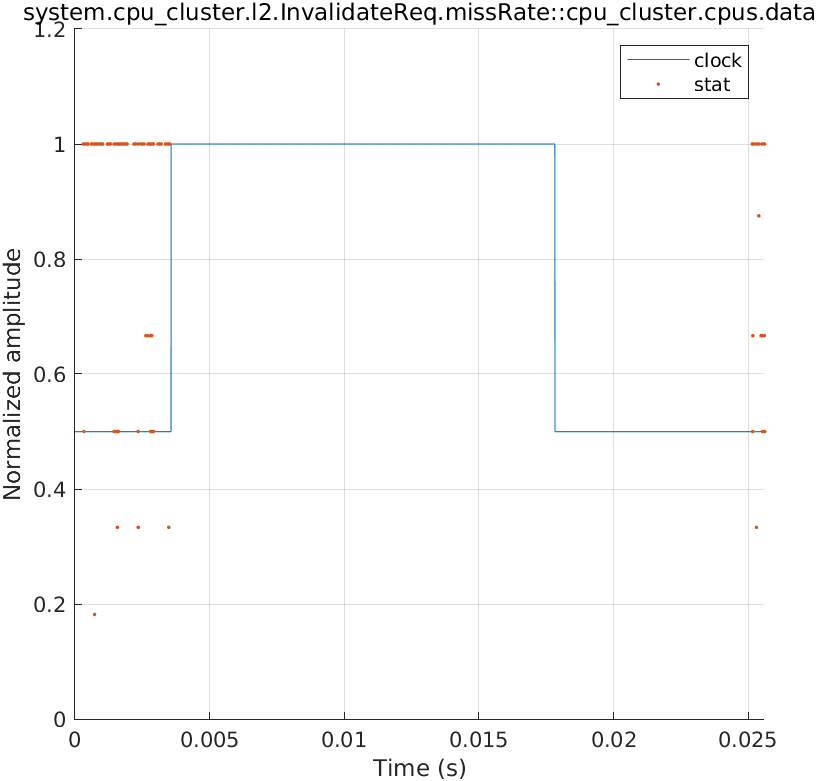 system.cpu_cluster.l2.InvalidateReq.missRate::cpu_cluster.cpus.data
1.2
clock
stat
1
0.8
0.6
0.4
0.2
0
Normalized amplitude
0 0.005 0.01 0.015 0.02 0.025
Time (s)